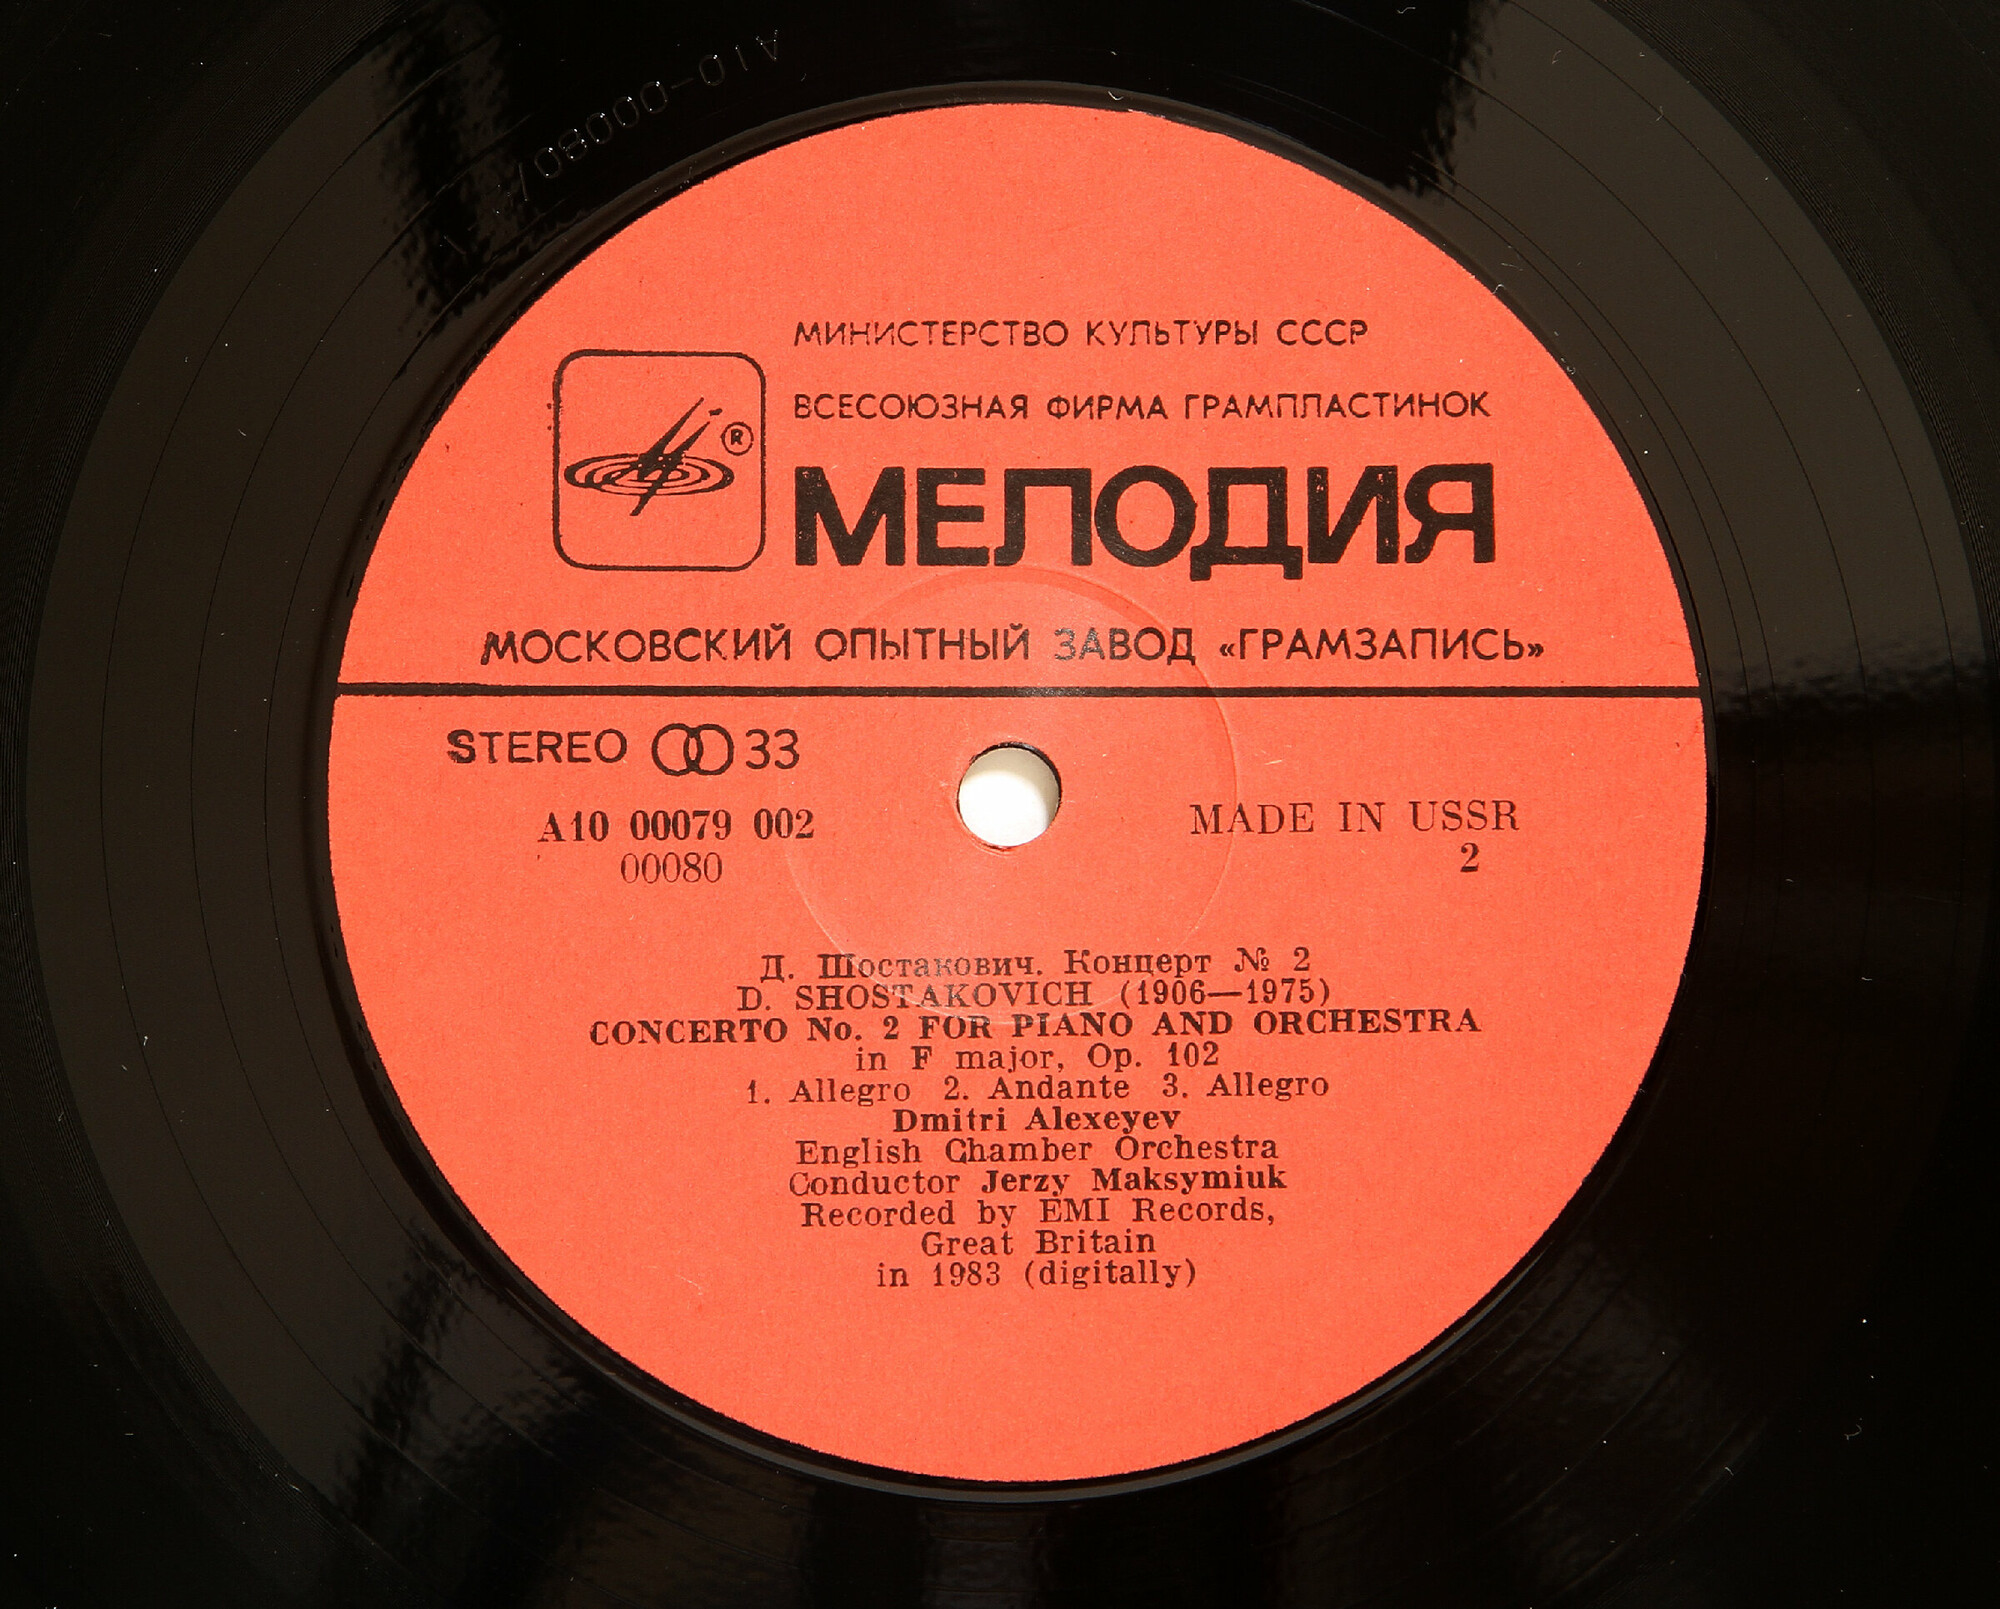 А10-00080/
МИНИСТЕРСТВО КУЛЬТУРЫ СССР
ВСЕСОЮЗНАЯ ФИРМА ГРАМПЛАСТИНОК
®
МЕЛОДИЯ
МОСКОВСКИЙ ОПЫТНЫЙ ЗАВОД «ГРАМЗАПИСЬ»
STEREO 33
А10 00079 002
00080
MADE IN USSR
2
Д. Шостакович. Концерт № 2
D. SHOSTAKOVICH (1906—1975)
CONCERTO No. 2 FOR PIANO AND ORCHESTRA
in F major, Op. 102
1. Allegro 2. Andante 3. Allegro
Dmitri Alexeyev
English Chamber Orchestra
Conductor Jerzy Maksymiuk
Recorded by EMI Records,
Great Britain
in 1983 (digitally)